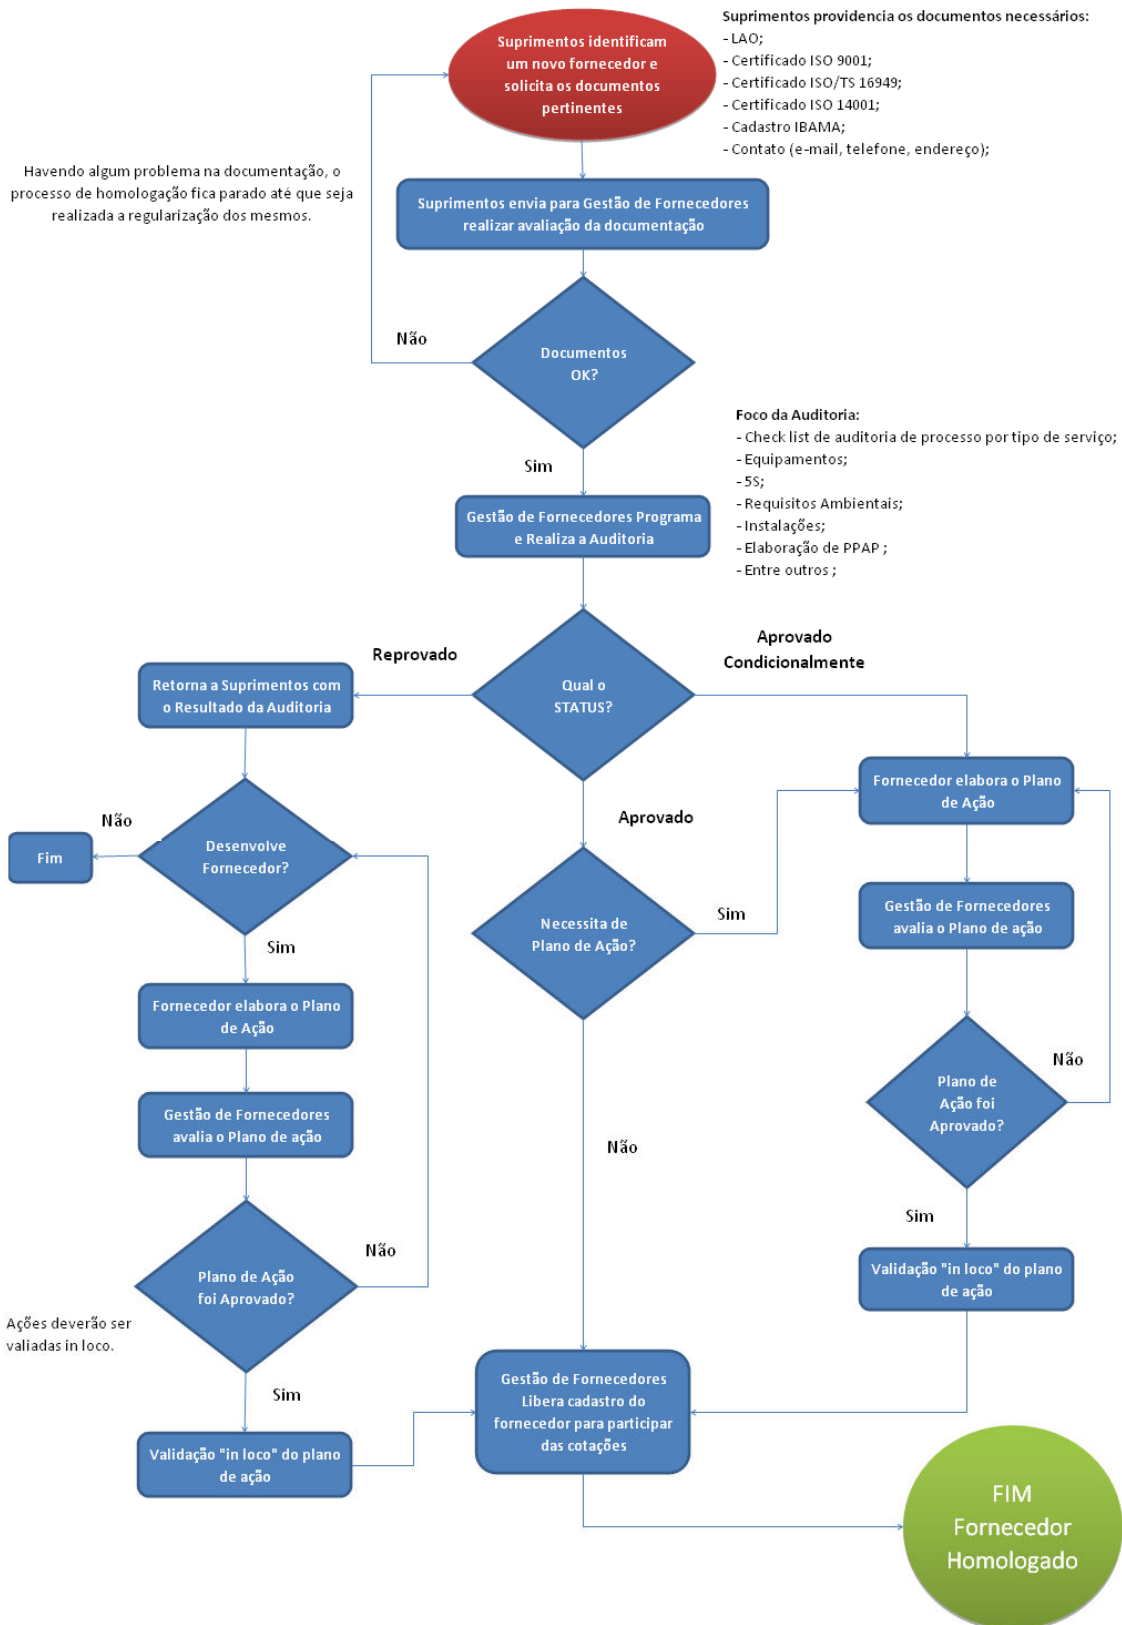 Suprimentos identificam
um novo fornecedor e
solicita os documentos
pertinentes
Suprimentos providencia os documentos necessários:
- LAO;
- Certificado ISO 9001;
- Certificado ISO/TS 16949;
- Certificado ISO 14001;
- Cadastro IBAMA;
- Contato (e-mail, telefone, endereço);
Havendo algum problema na documentação, o
processo de homologação fica parado até que seja
realizada a regularização dos mesmos.
Suprimentos envia para Gestão de Fornecedores
realizar avaliação da documentação
Não
Documentos
OK?
Sim
Foco da Auditoria:
- Check list de auditoria de processo por tipo de serviço;
- Equipamentos;
- 5S;
- Requisitos Ambientais;
- Instalações;
- Elaboração de PPAP ;
- Entre outros ;
Gestão de Fornecedores Programa
e Realiza a Auditoria
Reprovado
Qual o
STATUS?
Aprovado
Condicionalmente
Retorna a Suprimentos com
o Resultado da Auditoria
Aprovado
Fornecedor elabora o Plano
de Ação
Não
Fim
Desenvolve
Fornecedor?
Sim
Necessita de
Plano de Ação?
Sim
Gestão de Fornecedores
avalia o Plano de ação
Fornecedor elabora o Plano
de Ação
Plano de
Ação foi
Aprovado?
Não
Gestão de Fornecedores
avalia o Plano de ação
Não
Sim
Plano de Ação
foi Aprovado?
Não
Validação "in loco" do plano
de ação
Ações deverão ser
valiadas in loco.
Sim
Gestão de Fornecedores
Libera cadastro do
fornecedor para participar
das cotações
Validação "in loco" do plano
de ação
FIM
Fornecedor
Homologado